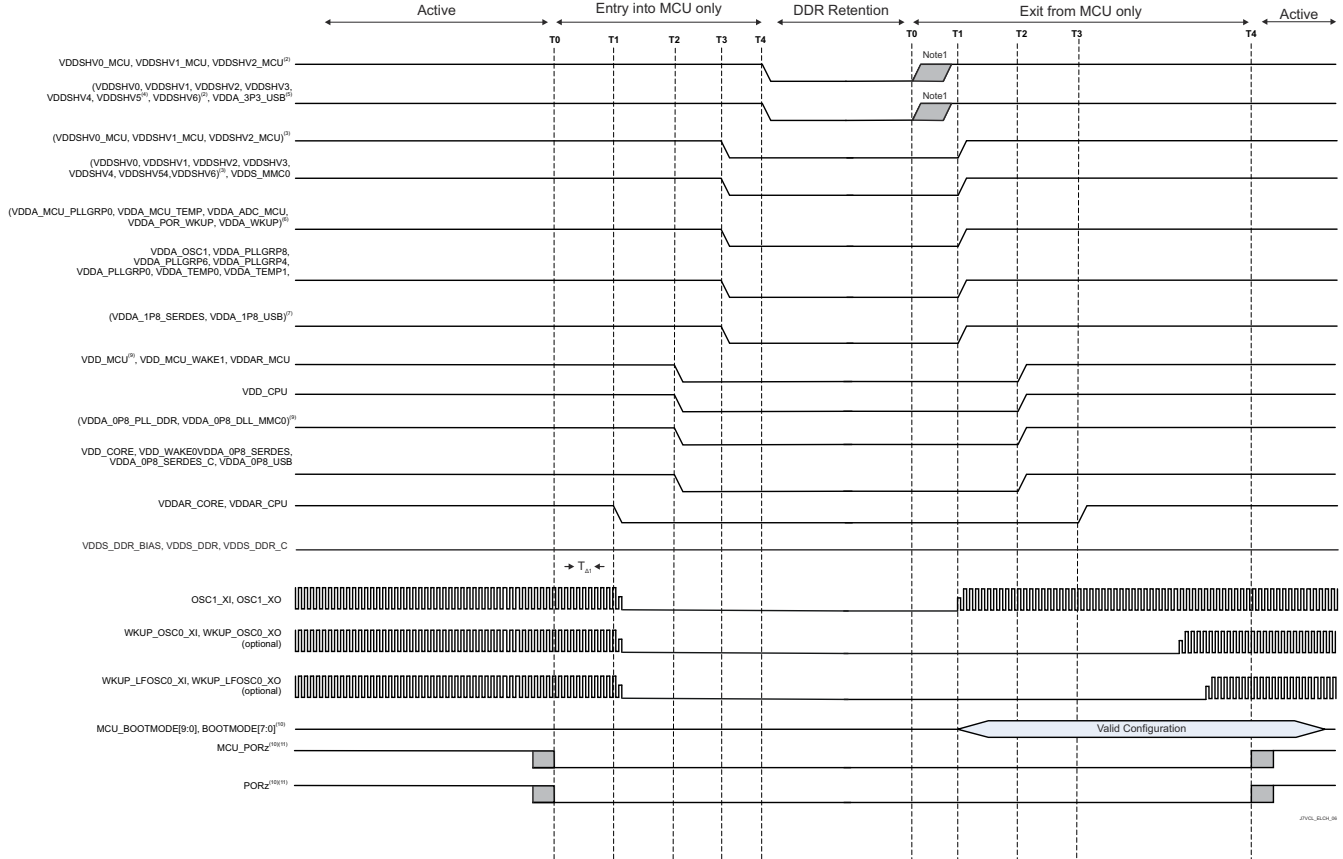 Active
Entry into MCU only
DDR Retention
Exit from MCU only
Active
T0
T1
T2
T3
T4
T0
T1
T2
T3
T4
VDDSHV0_MCU, VDDSHV1_MCU, VDDSHV2_MCU(2)
Note1
(VDDSHV0, VDDSHV1, VDDSHV2, VDDSHV3,
VDDSHV4, VDDSHV5(4), VDDSHV6)(2), VDDA_3P3_USB(5)
Note1
(VDDSHV0_MCU, VDDSHV1_MCU, VDDSHV2_MCU)(3)
(VDDSHV0, VDDSHV1, VDDSHV2, VDDSHV3,
VDDSHV4, VDDSHV54,VDDSHV6)(3), VDDS_MMC0
(VDDA_MCU_PLLGRP0, VDDA_MCU_TEMP, VDDA_ADC_MCU,
VDDA_POR_WKUP, VDDA_WKUP)(6)
VDDA_OSC1, VDDA_PLLGRP8,
VDDA_PLLGRP6, VDDA_PLLGRP4,
VDDA_PLLGRP0, VDDA_TEMP0, VDDA_TEMP1,
(VDDA_1P8_SERDES, VDDA_1P8_USB)(7)
VDD_MCU(9), VDD_MCU_WAKE1, VDDAR_MCU
VDD_CPU
(VDDA_0P8_PLL_DDR, VDDA_0P8_DLL_MMC0)(9)
VDD_CORE, VDD_WAKE0VDDA_0P8_SERDES,
VDDA_0P8_SERDES_C, VDDA_0P8_USB
VDDAR_CORE, VDDAR_CPU
VDDS_DDR_BIAS, VDDS_DDR, VDDS_DDR_C
TΔ1
OSC1_XI, OSC1_XO
WKUP_OSC0_XI, WKUP_OSC0_XO
(optional)
WKUP_LFOSC0_XI, WKUP_LFOSC0_XO
(optional)
MCU_BOOTMODE[9:0], BOOTMODE[7:0](10)
Valid Configuration
MCU_PORz(10)(11)
PORz(10)(11)
J7VCL_ELCH_06